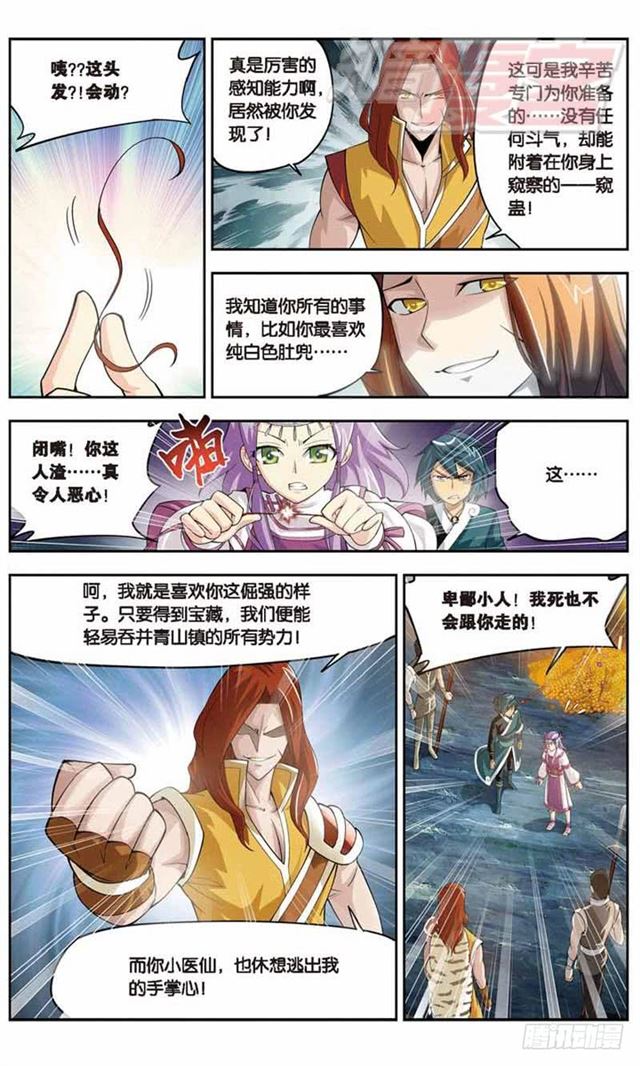 咦??这头
发?!会动?
真是厉害的
感知能力啊,
居然被你发
现了!
这可是我辛苦
专门为你准备
的……没有任
何斗气,却能
附着在你身上
窥察的——窥
蛊!
我知道你所有的事
情,比如你最喜欢
纯白色肚兜……
闭嘴!你这
人渣……真
令人恶心!
这……
呵,我就是喜欢你这倔强的样
子。只要得到宝藏,我们便能
轻易吞并青山镇的所有势力!
而你小医仙,也休想逃出我
的手掌心!
卑鄙小人!我死也不
会跟你走的!
腾讯动漫